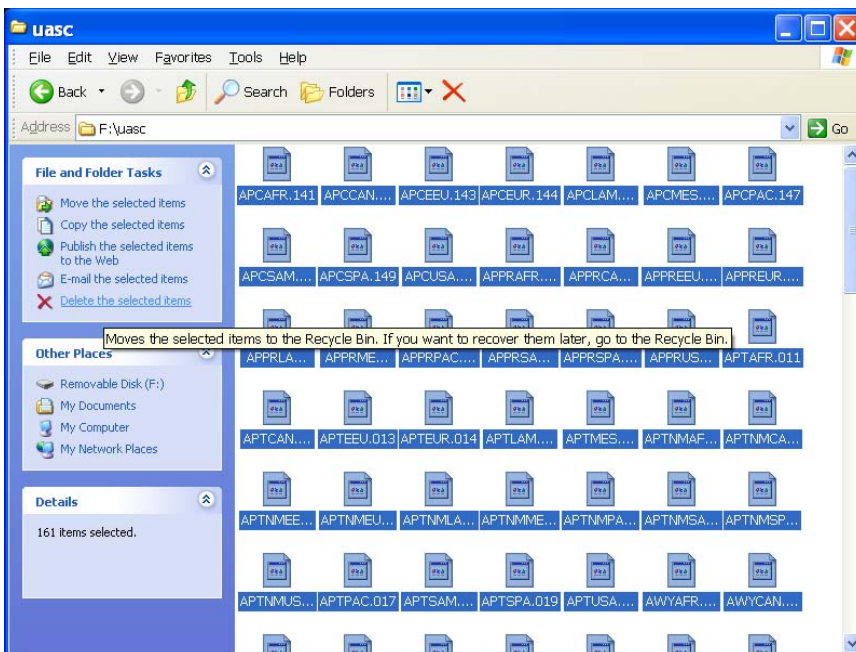 uasc
File Edit View Favorites Tools Help
Back Search Folders
Address F:\uasc Go
File and Folder Tasks
Move the selected items
Copy the selected items
Publish the selected items
to the Web
E-mail the selected items
Delete the selected items
Moves the selected items to the Recycle Bin. If you want to recover them later, go to the Recycle Bin.
Other Places
Removable Disk (F:)
My Documents
My Computer
My Network Places
Details
161 items selected.
APCAFR.141 APCCAN.... APCEEU.143 APCEUR.144 APCLAM.... APCMES.... APCPAC.147
APCSAM.... APCSPA.149 APCUSA.... APPRAFR.... APPRCA... APPREEU.... APPREUR....
APPRLA... APPRME... APPRPAC.... APPRSA... APPRSPA.... APPRUS... APTAFR.011
APTCAN.... APTEEU.013 APTEUR.014 APTLAM.... APTMES.... APTNMAF... APTNMCA...
APTNMEE... APTNMEU... APTNMLA... APTNMME... APTNMPA... APTNMSA... APTNMSP...
APTNMUS... APTPAC.017 APTSAM.... APTSPA.019 APTUSA.... AWYAFR.... AWYCAN....